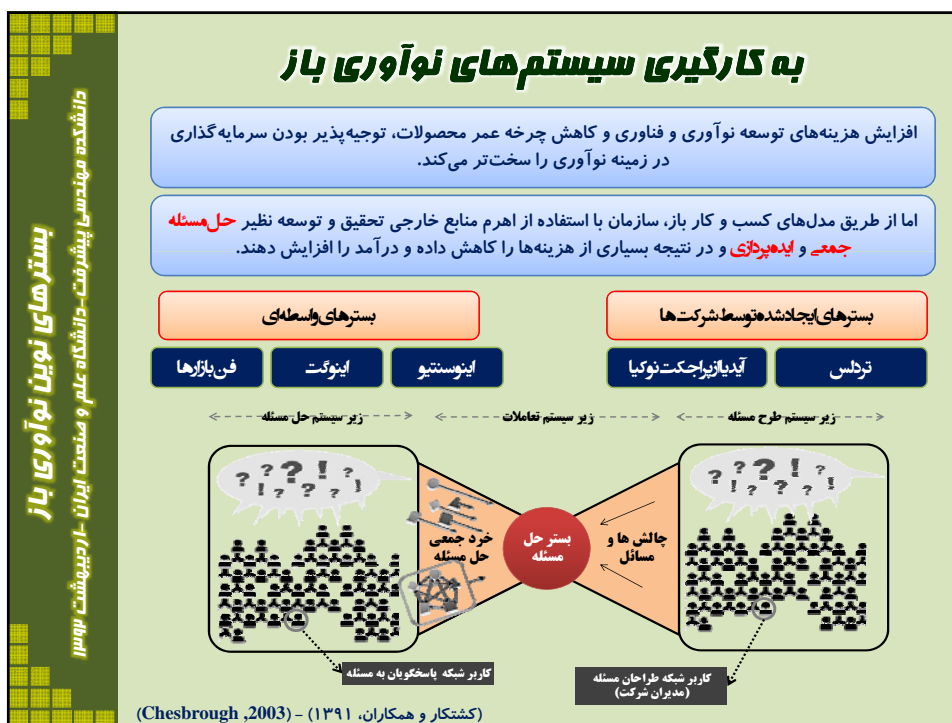 به کارگیری سیستم‌های نوآوری باز
افزایش هزینه‌های توسعه نوآوری و فناوری و کاهش چرخه عمر محصولات، توجیه‌پذیر بودن سرمایه‌گذاری
در زمینه نوآوری را سخت‌تر می‌کند.
اما از طریق مدل‌های کسب و کار باز، سازمان با استفاده از اهرم منابع خارجی تحقیق و توسعه نظیر حل‌مسئله
جمعی و ایده‌پردازی و در نتیجه بسیاری از هزینه‌ها را کاهش داده و درآمد را افزایش دهند.
بسترهای ایجاد شده توسط شرکت ها
بسترهای واسطه‌ای
تردلس
آیدیاازپراجکت نوکیا
اینوسنتیو
اینوگت
فن‌بازارها
زیر سیستم طرح مسئله
زیر سیستم تعاملات
زیر سیستم حل مسئله
? ? ? ! ?
! ? ? ? ! ?
? ? ? ! ?
! ? ? ? ! ?
چالش ها و
مسائل
بستر حل
مسئله
خرد جمعی
حل مسئله
کاربر شبکه طراحان مسئله
(مدیران شرکت)
کاربر شبکه پاسخگویان به مسئله
(کشتکار و همکاران، ۱۳۹۱) – (Chesbrough ,2003)
بسترهای نوین نوآوری باز
دانشکده مهندسی پیشرفت-دانشگاه علم و صنعت ایران -اردیبهشت ۱۳۹۲